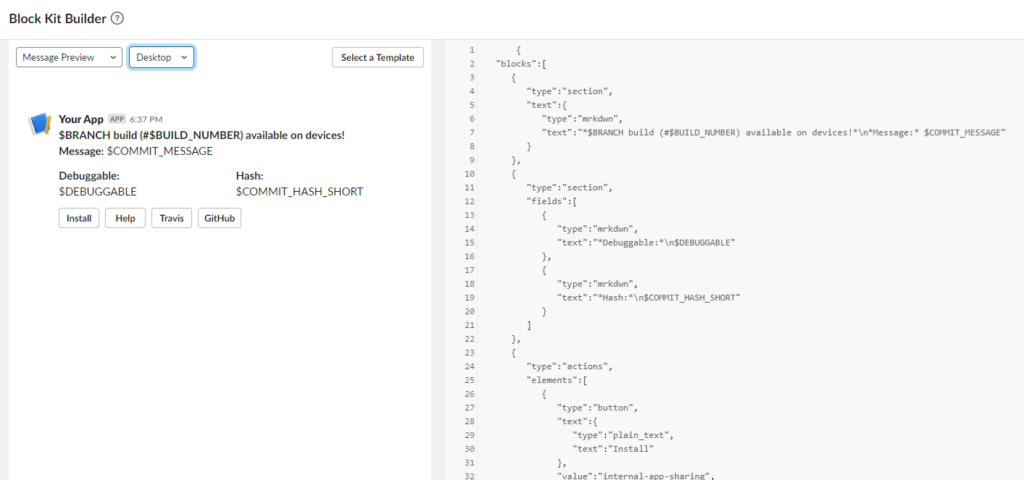 Block Kit Builder ?
Message Preview Desktop Select a Template
Your App APP 6:37 PM
$BRANCH build (#$BUILD_NUMBER) available on devices!
Message: $COMMIT_MESSAGE
Debuggable: Hash:
$DEBUGGABLE $COMMIT_HASH_SHORT
Install Help Travis GitHub
1 {
2 "blocks":[
3 {
4 "type":"section",
5 "text":{
6 "type":"mrkdwn",
7 "text":"*$BRANCH build (#$BUILD_NUMBER) available on devices!*\n*Message:* $COMMIT_MESSAGE"
8 }
9 },
10 {
11 "type":"section",
12 "fields":[
13 {
14 "type":"mrkdwn",
15 "text":"*Debuggable:*\n$DEBUGGABLE"
16 },
17 {
18 "type":"mrkdwn",
19 "text":"*Hash:*\n$COMMIT_HASH_SHORT"
20 }
21 ]
22 },
23 {
24 "type":"actions",
25 "elements":[
26 {
27 "type":"button",
28 "text":{
29 "type":"plain_text",
30 "text":"Install"
31 },
32 "value":"internal-app-sharing",